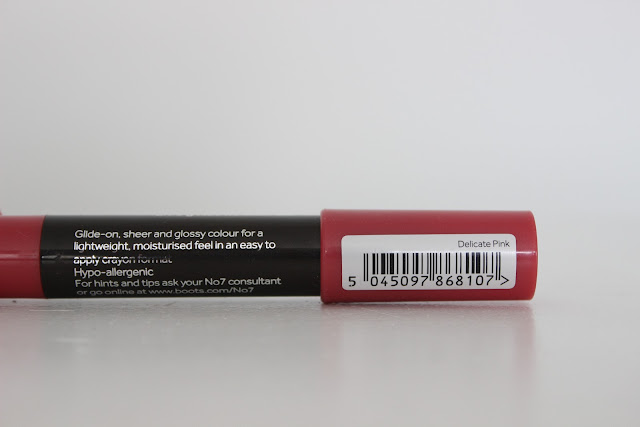 Glide-on, sheer and glossy colour for a
lightweight, moisturised feel in an easy to
apply crayon format
Hypo-allergenic
For hints and tips ask your No7 consultant
or go online at www.boots.com/No7
Delicate Pink
5 045097 868107 >